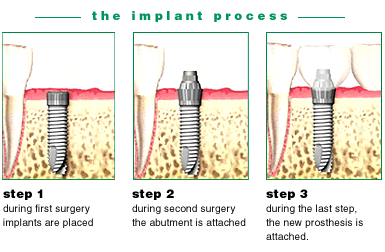 the implant process
step 1
during first surgery
implants are placed
step 2
during second surgery
the abutment is attached
step 3
during the last step,
the new prosthesis is
attached.